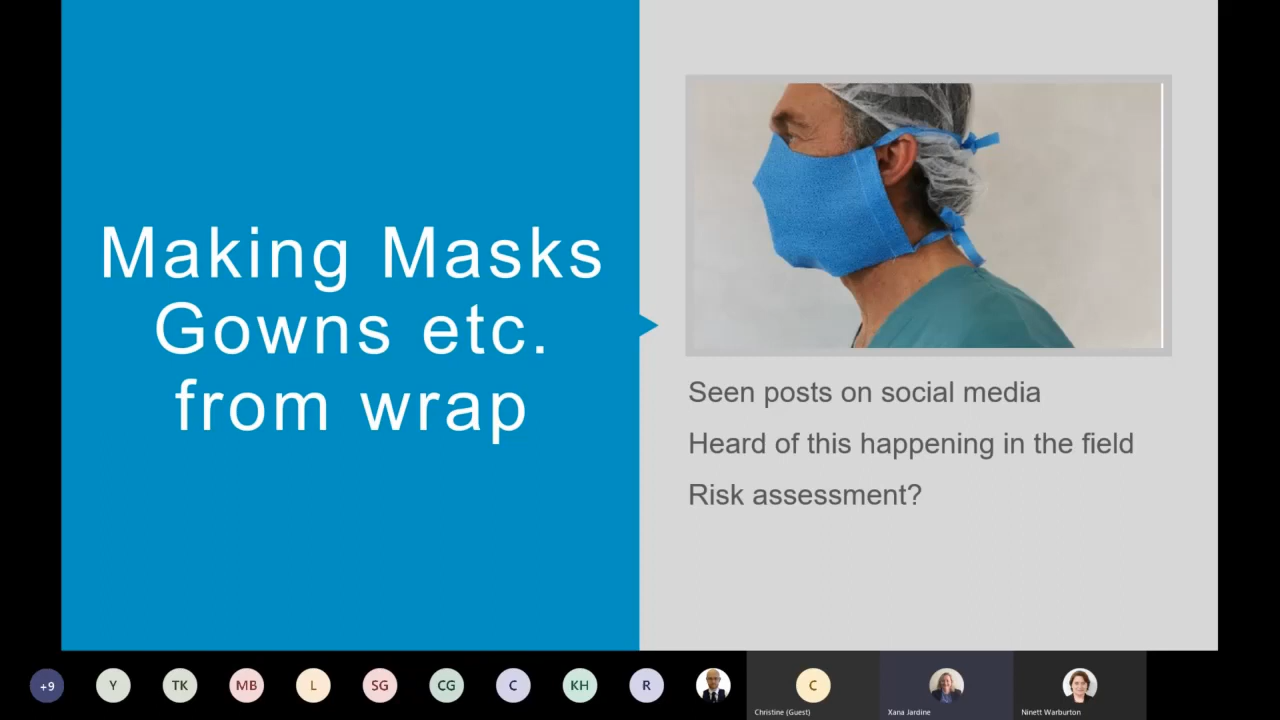 Making Masks
Gowns etc.
from wrap
Seen posts on social media
Heard of this happening in the field
Risk assessment?
+9
Y
TK
MB
L
SG
CG
C
KH
R
C
Christine (Guest)
Xana Jardine
Ninett Warburton